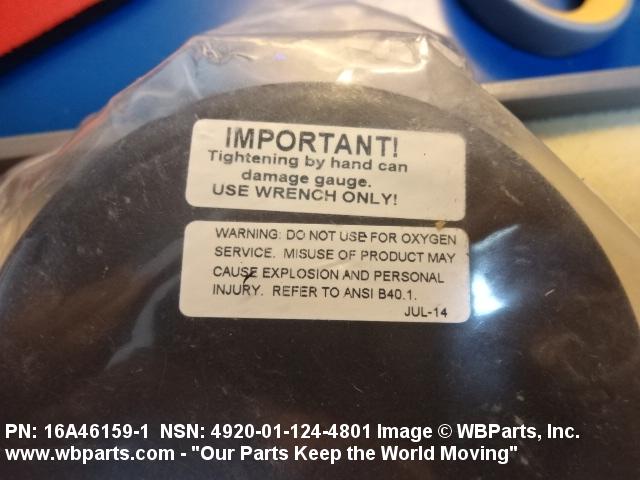 IMPORTANT!
Tightening by hand can
damage gauge.
USE WRENCH ONLY!
WARNING: DO NOT USE FOR OXYGEN
SERVICE. MISUSE OF PRODUCT MAY
CAUSE EXPLOSION AND PERSONAL
INJURY. REFER TO ANSI B40.1.
JUL-14
PN: 16A46159-1 NSN: 4920-01-124-4801 Image © WBParts, Inc.
www.wbparts.com - "Our Parts Keep the World Moving"